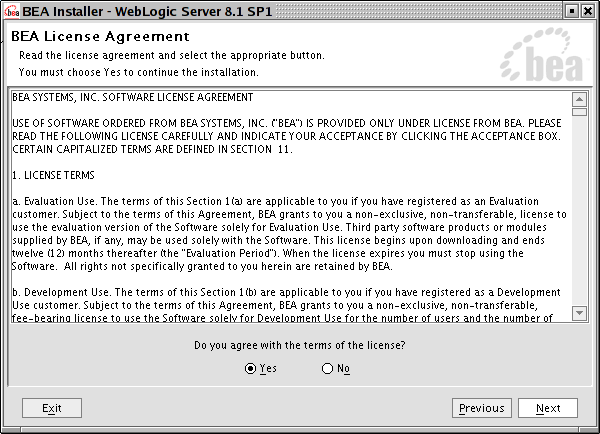 bea BEA Installer - WebLogic Server 8.1 SP1
BEA License Agreement
Read the license agreement and select the appropriate button.
You must choose Yes to continue the installation.
bea
BEA SYSTEMS, INC. SOFTWARE LICENSE AGREEMENT
USE OF SOFTWARE ORDERED FROM BEA SYSTEMS, INC. ("BEA") IS PROVIDED ONLY UNDER LICENSE FROM BEA. PLEASE
READ THE FOLLOWING LICENSE CAREFULLY AND INDICATE YOUR ACCEPTANCE BY CLICKING THE ACCEPTANCE BOX.
CERTAIN CAPITALIZED TERMS ARE DEFINED IN SECTION 11.
1. LICENSE TERMS
a. Evaluation Use. The terms of this Section 1(a) are applicable to you if you have registered as an Evaluation
customer. Subject to the terms of this Agreement, BEA grants to you a non-exclusive, non-transferable, license to
use the evaluation version of the Software solely for Evaluation Use. Third party software products or modules
supplied by BEA, if any, may be used solely with the Software. This license begins upon downloading and ends
twelve (12) months thereafter (the "Evaluation Period"). When the license expires you must stop using the
Software. All rights not specifically granted to you herein are retained by BEA.
b. Development Use. The terms of this Section 1(b) are applicable to you if you have registered as a Development
Use customer. Subject to the terms of this Agreement, BEA grants to you a non-exclusive, non-transferable,
fee-bearing license to use the Software solely for Development Use for the number of users and the number of
Do you agree with the terms of the license?
Yes No
Exit Previous Next